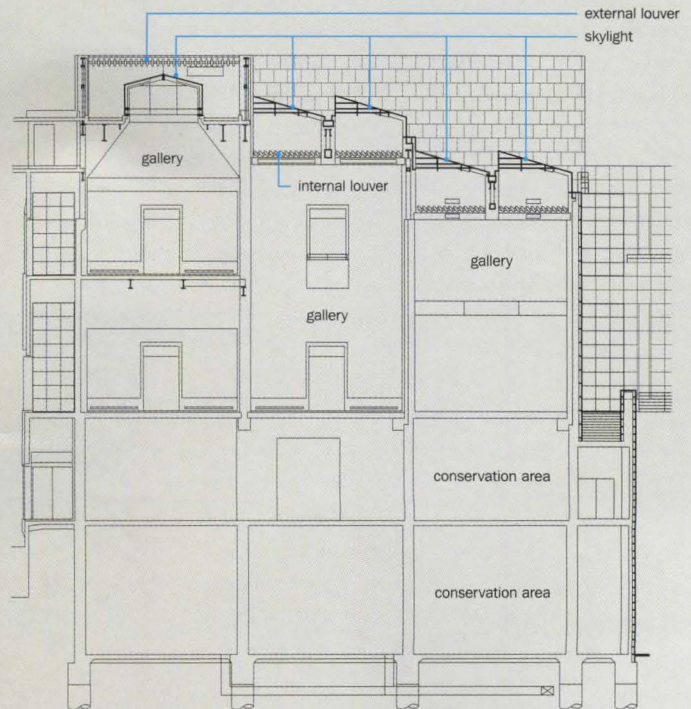 external louver
skylight
gallery
internal louver
gallery
gallery
conservation area
conservation area